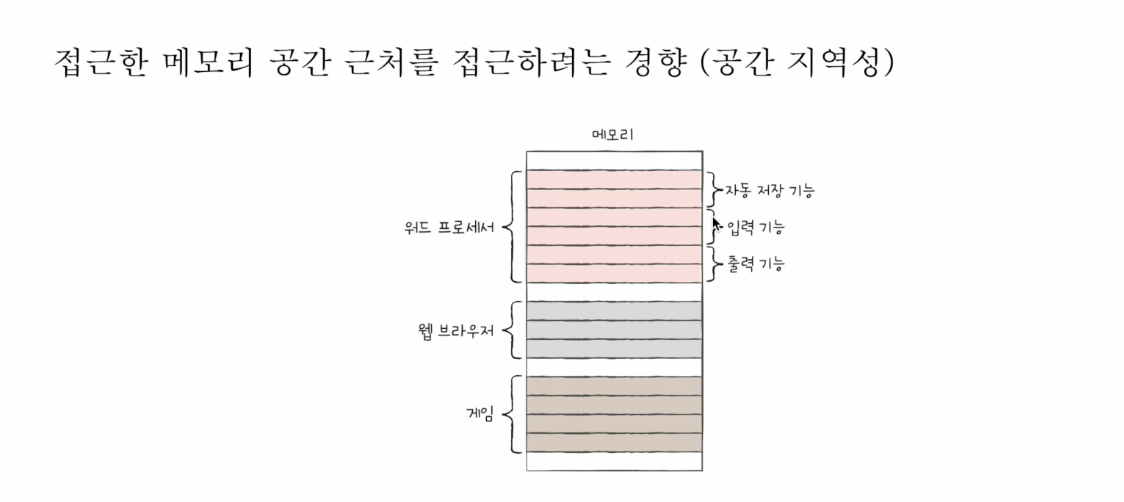 접근한 메모리 공간 근처를 접근하려는 경향 (공간 지역성)
메모리
자동 저장 기능
워드 프로세서
입력 기능
출력 기능
웹 브라우저
게임